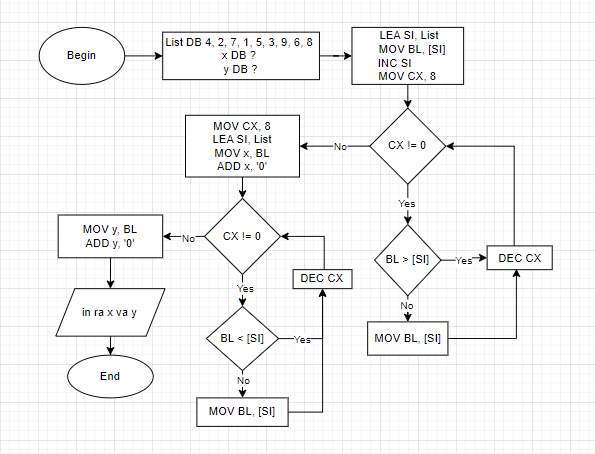 Begin
List DB 4, 2, 7, 1, 5, 3, 9, 6, 8
x DB ?
y DB ?
LEA SI, List
MOV BL, [SI]
INC SI
MOV CX, 8
CX != 0
No
Yes
BL > [SI]
Yes
DEC CX
No
MOV BL, [SI]
MOV CX, 8
LEA SI, List
MOV x, BL
ADD x, '0'
CX != 0
No
Yes
DEC CX
BL < [SI]
Yes
No
MOV BL, [SI]
MOV y, BL
ADD y, '0'
in ra x va y
End